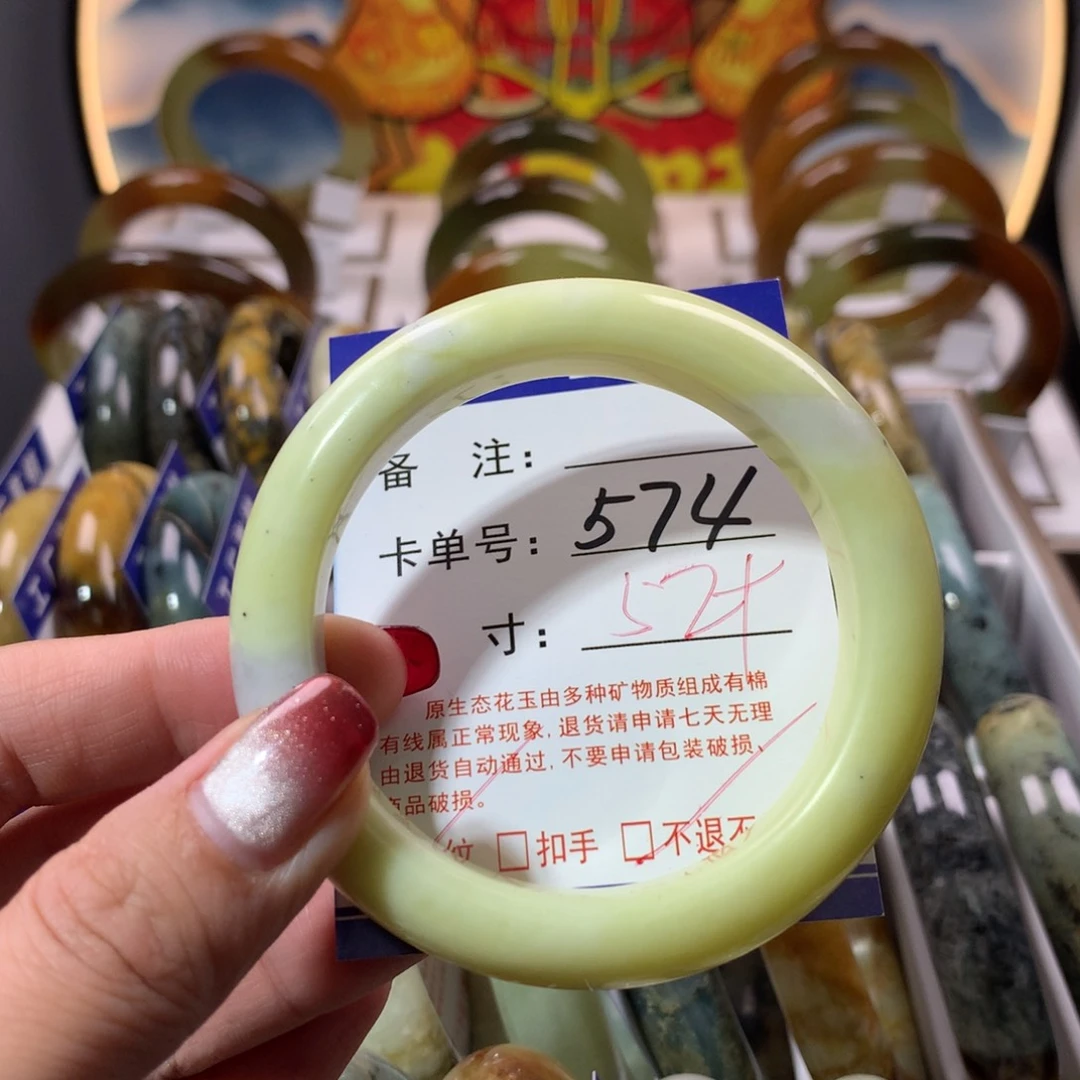 备 注：
卡单号：574
寸：
原生态花玉由多种矿物质组成有棉
有线属正常现象，退货请申请七天无理
由退货自动通过，不要申请包装破损、
商品破损。
纹 □扣手 □不退不